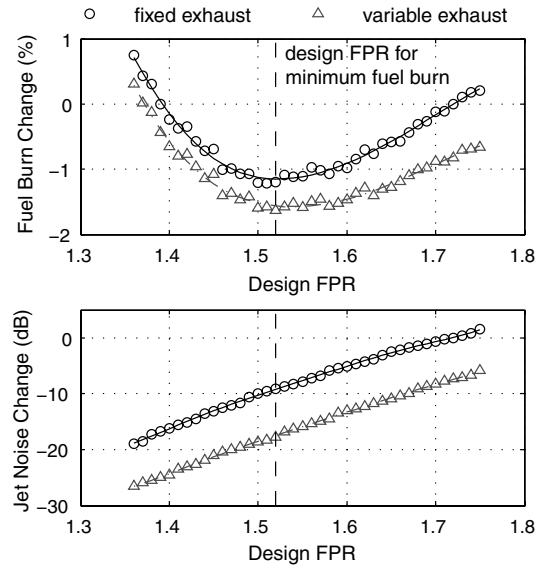 fixed exhaust
variable exhaust
design FPR for
minimum fuel burn
Fuel Burn Change (%)
1
0
−1
−2
1.3
1.4
1.5
1.6
1.7
1.8
Design FPR
Jet Noise Change (dB)
0
−10
−20
−30
1.3
1.4
1.5
1.6
1.7
1.8
Design FPR